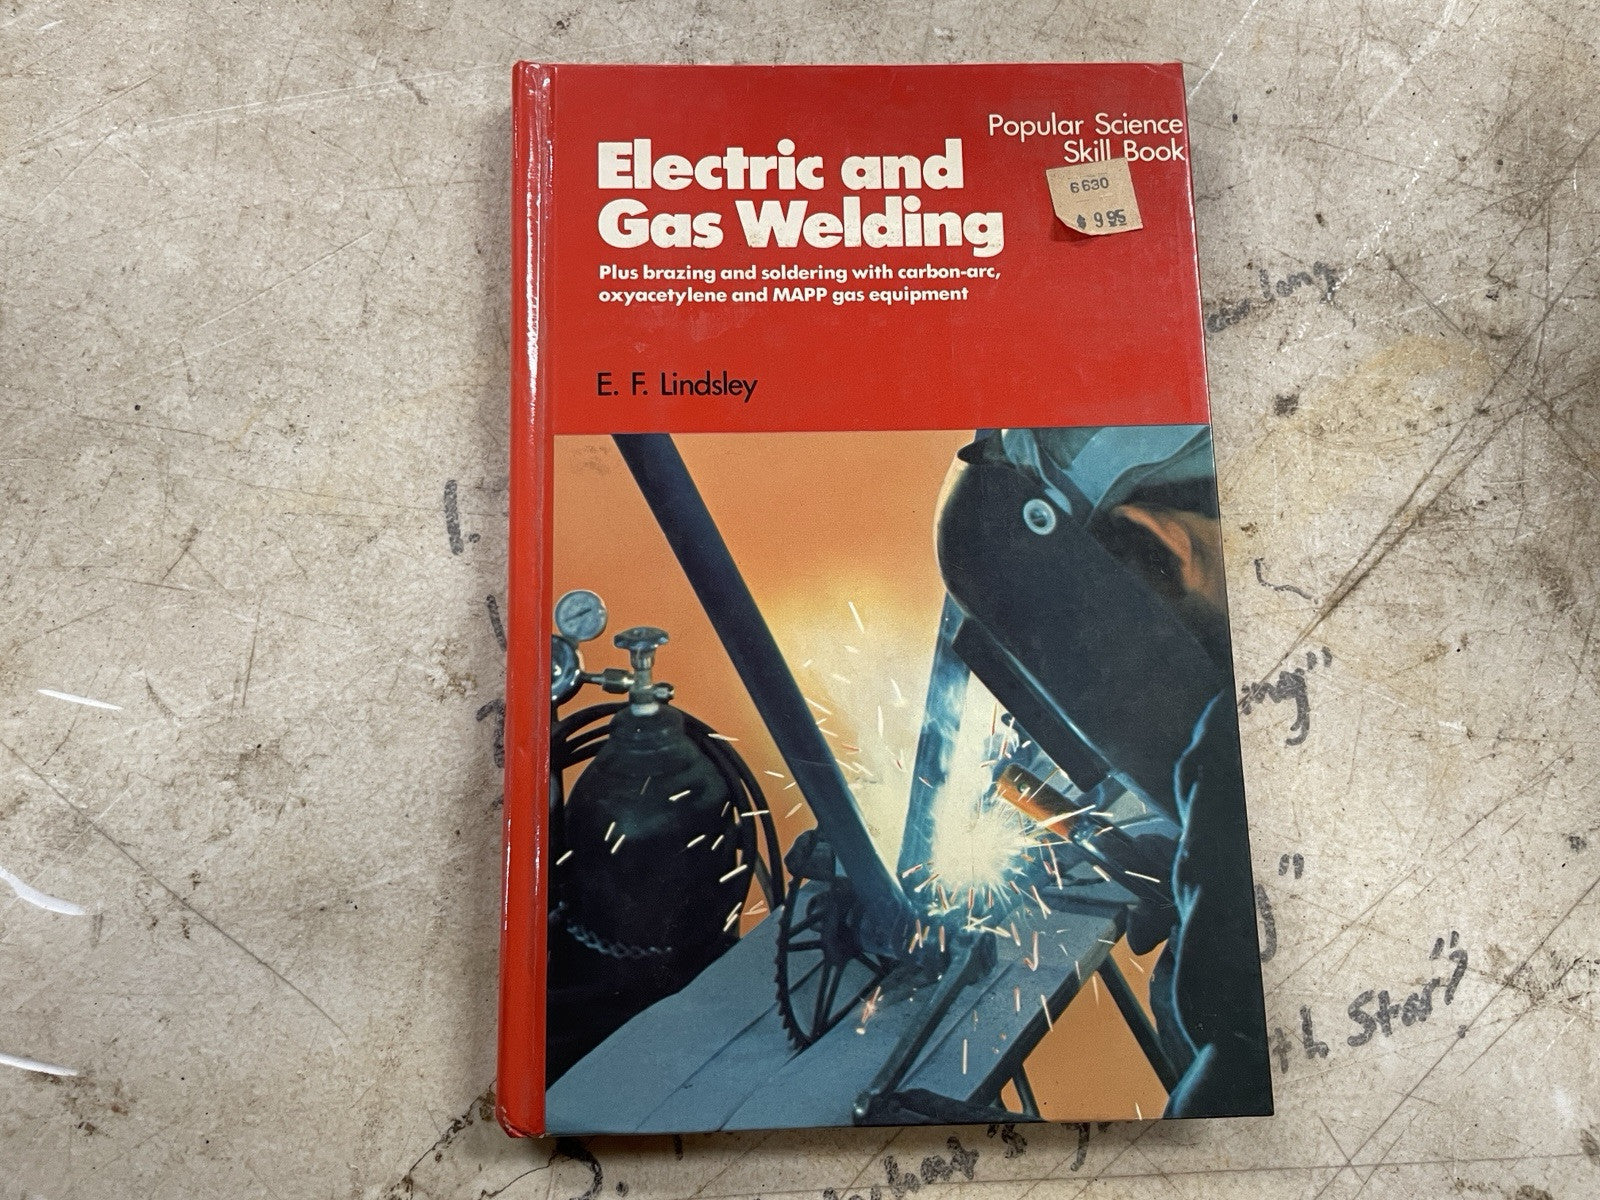 Popular Science
Skill Book
6630
$ 9.95
Electric and
Gas Welding
Plus brazing and soldering with carbon-arc,
oxyacetylene and MAPP gas equipment
E. F. Lindsley